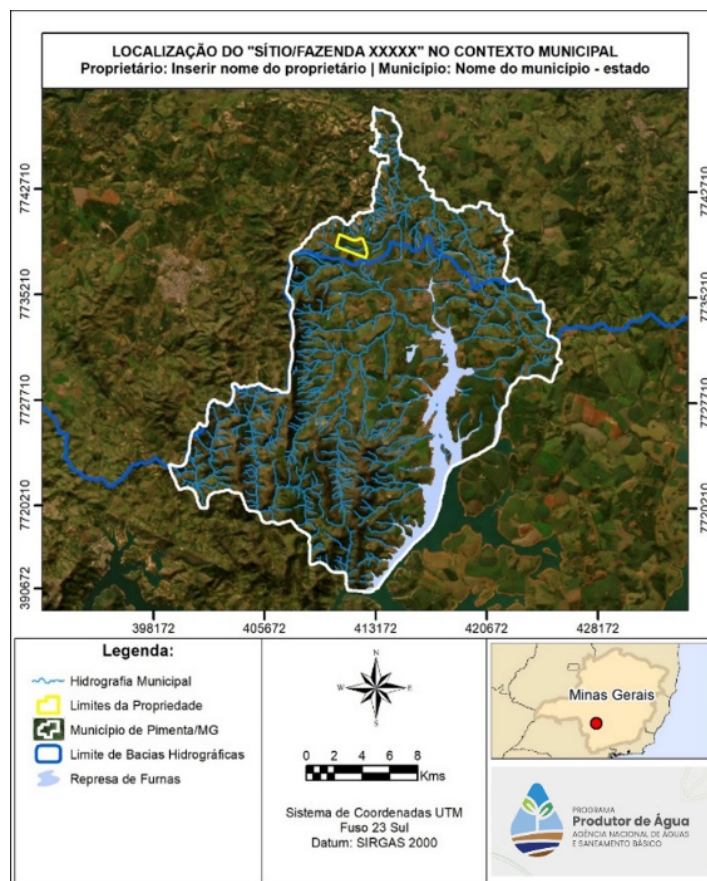 LOCALIZAÇÃO DO "SÍTIO/FAZENDA XXXXX" NO CONTEXTO MUNICIPAL
Proprietário: Inserir nome do proprietário | Município: Nome do município - estado
7742710
7742710
7735210
7735210
7727710
7727710
7720210
7720210
390672
398172
405672
413172
420672
428172
Legenda:
Hidrografia Municipal
Limites da Propriedade
Município de Pimenta/MG
Limite de Bacias Hidrográficas
Represa de Furnas
N
W
E
S
0 2 4 6 8
Kms
Sistema de Coordenadas UTM
Fuso 23 Sul
Datum: SIRGAS 2000
Minas Gerais
PROGRAMA
Produtor de Água
AGÊNCIA NACIONAL DE ÁGUAS
E SANEAMENTO BÁSICO